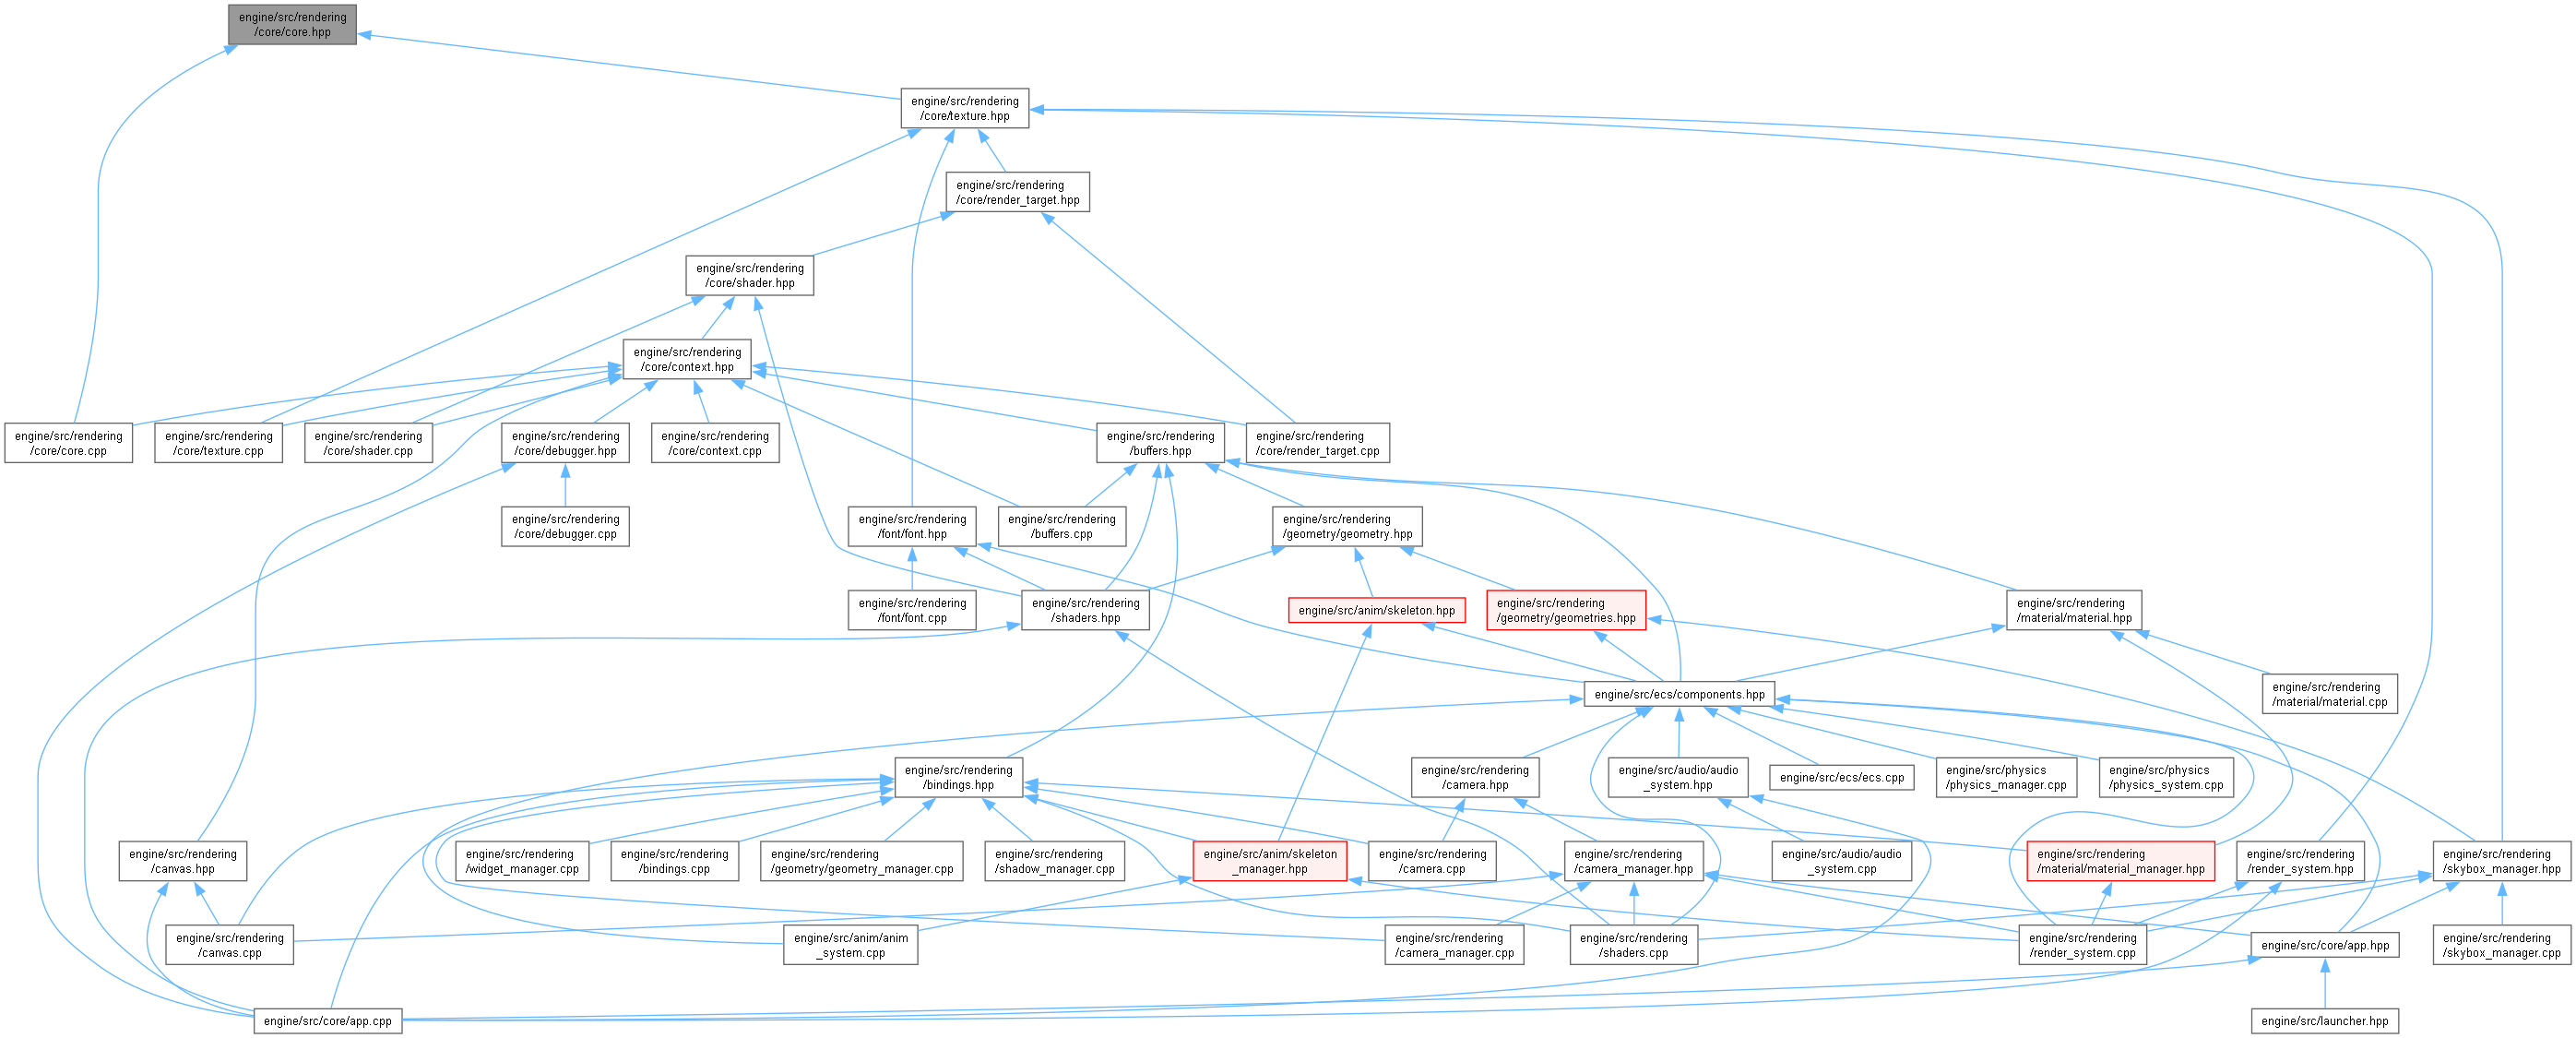 engine/src/rendering
/core/core.hpp
engine/src/rendering
/core/texture.hpp
engine/src/rendering
/core/render_target.hpp
engine/src/rendering
/core/shader.hpp
engine/src/rendering
/core/context.hpp
engine/src/rendering
/core/core.cpp
engine/src/rendering
/core/texture.cpp
engine/src/rendering
/core/shader.cpp
engine/src/rendering
/core/debugger.hpp
engine/src/rendering
/core/context.cpp
engine/src/rendering
/buffers.hpp
engine/src/rendering
/core/render_target.cpp
engine/src/rendering
/core/debugger.cpp
engine/src/rendering
/font/font.hpp
engine/src/rendering
/buffers.cpp
engine/src/rendering
/geometry/geometry.hpp
engine/src/rendering
/font/font.cpp
engine/src/rendering
/shaders.hpp
engine/src/anim/skeleton.hpp
engine/src/rendering
/geometry/geometries.hpp
engine/src/rendering
/material/material.hpp
engine/src/ecs/components.hpp
engine/src/rendering
/material/material.cpp
engine/src/rendering
/bindings.hpp
engine/src/rendering
/camera.hpp
engine/src/audio/audio
_system.hpp
engine/src/ecs/ecs.cpp
engine/src/physics
/physics_manager.cpp
engine/src/physics
/physics_system.cpp
engine/src/rendering
/canvas.hpp
engine/src/rendering
/widget_manager.cpp
engine/src/rendering
/bindings.cpp
engine/src/rendering
/geometry/geometry_manager.cpp
engine/src/rendering
/shadow_manager.cpp
engine/src/anim/skeleton
_manager.hpp
engine/src/rendering
/camera.cpp
engine/src/rendering
/camera_manager.hpp
engine/src/audio/audio
_system.cpp
engine/src/rendering
/material/material_manager.hpp
engine/src/rendering
/render_system.hpp
engine/src/rendering
/skybox_manager.hpp
engine/src/rendering
/canvas.cpp
engine/src/anim/anim
_system.cpp
engine/src/rendering
/camera_manager.cpp
engine/src/rendering
/shaders.cpp
engine/src/rendering
/render_system.cpp
engine/src/core/app.hpp
engine/src/rendering
/skybox_manager.cpp
engine/src/core/app.cpp
engine/src/launcher.hpp